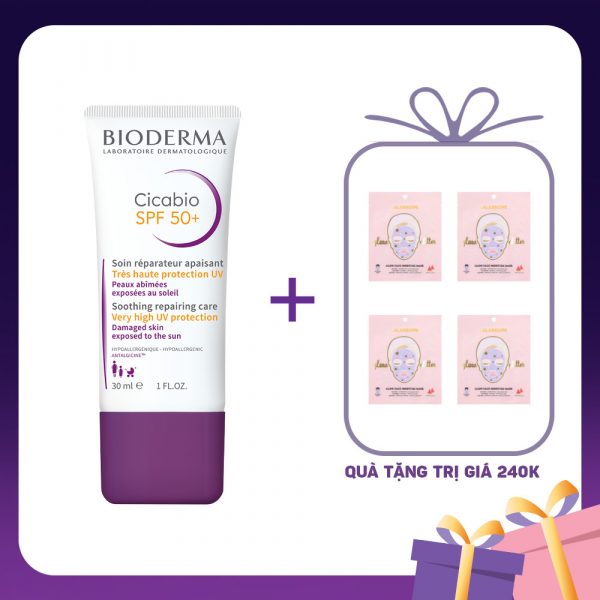 BIODERMA
LABORATOIRE DERMATOLOGIQUE
Cicabio
SPF 50+
Soin réparateur apaisant
Très haute protection UV
Peaux abîmées
exposées au soleil
Soothing repairing care
Very high UV protection
Damaged skin
exposed to the sun
HYPOALLERGÉNIQUE - HYPOALLERGENIC
ANTALGICINE™
30 ml e 1 FL.OZ.
+
QUÀ TẶNG TRỊ GIÁ 240K